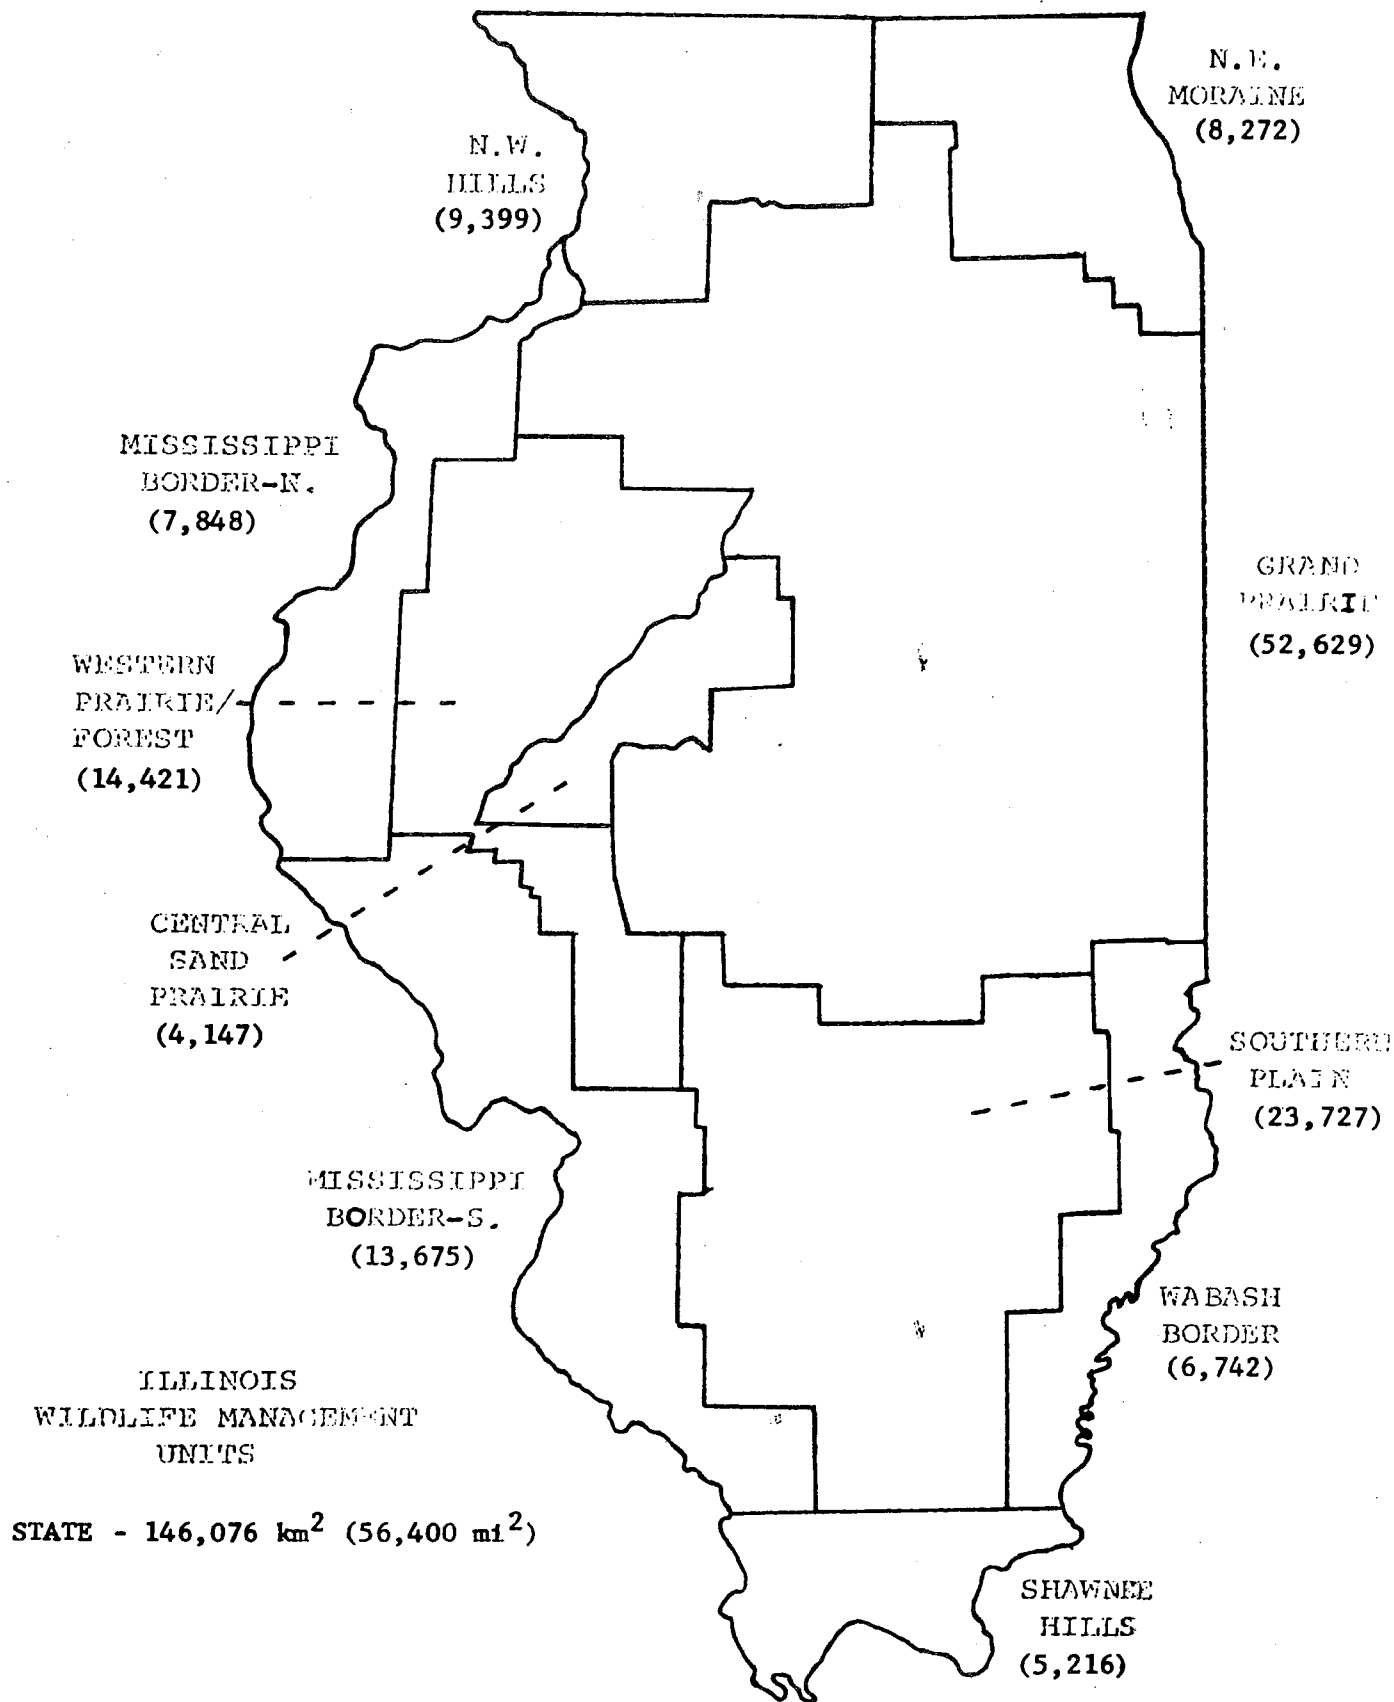 N.E.
MORAINE
(8,272)
N.W.
HILLS
(9,399)
MISSISSIPPI
BORDER-N.
(7,848)
GRAND
PRAIRIE
(52,629)
WESTERN
PRAIRIE/
FOREST
(14,421)
CENTRAL
SAND
PRAIRIE
(4,147)
SOUTHERN
PLAIN
(23,727)
MISSISSIPPI
BORDER-S.
(13,675)
WABASH
BORDER
(6,742)
ILLINOIS
WILDLIFE MANAGEMENT
UNITS
STATE - 146,076 km² (56,400 mi²)
SHAWNEE
HILLS
(5,216)